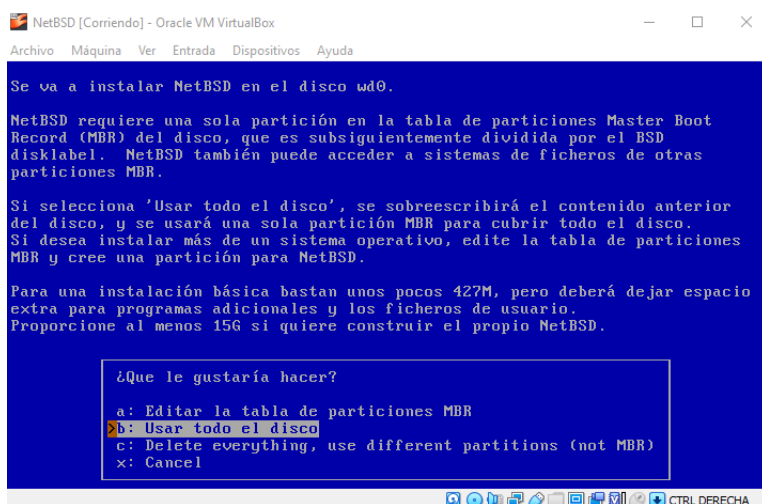 NetBSD [Corriendo] - Oracle VM VirtualBox
Archivo Máquina Ver Entrada Dispositivos Ayuda
Se va a instalar NetBSD en el disco wd0.
NetBSD requiere una sola partición en la tabla de particiones Master Boot
Record (MBR) del disco, que es subsiguientemente dividida por el BSD
disklabel. NetBSD también puede acceder a sistemas de ficheros de otras
particiones MBR.
Si selecciona 'Usar todo el disco', se sobreescribirá el contenido anterior
del disco, y se usará una sola partición MBR para cubrir todo el disco.
Si desea instalar más de un sistema operativo, edite la tabla de particiones
MBR y cree una partición para NetBSD.
Para una instalación básica bastan unos pocos 427M, pero deberá dejar espacio
extra para programas adicionales y los ficheros de usuario.
Proporcione al menos 15G si quiere construir el propio NetBSD.
¿Que le gustaría hacer?
a: Editar la tabla de particiones MBR
>b: Usar todo el disco
c: Delete everything, use different partitions (not MBR)
x: Cancel
CTRL DERECHA